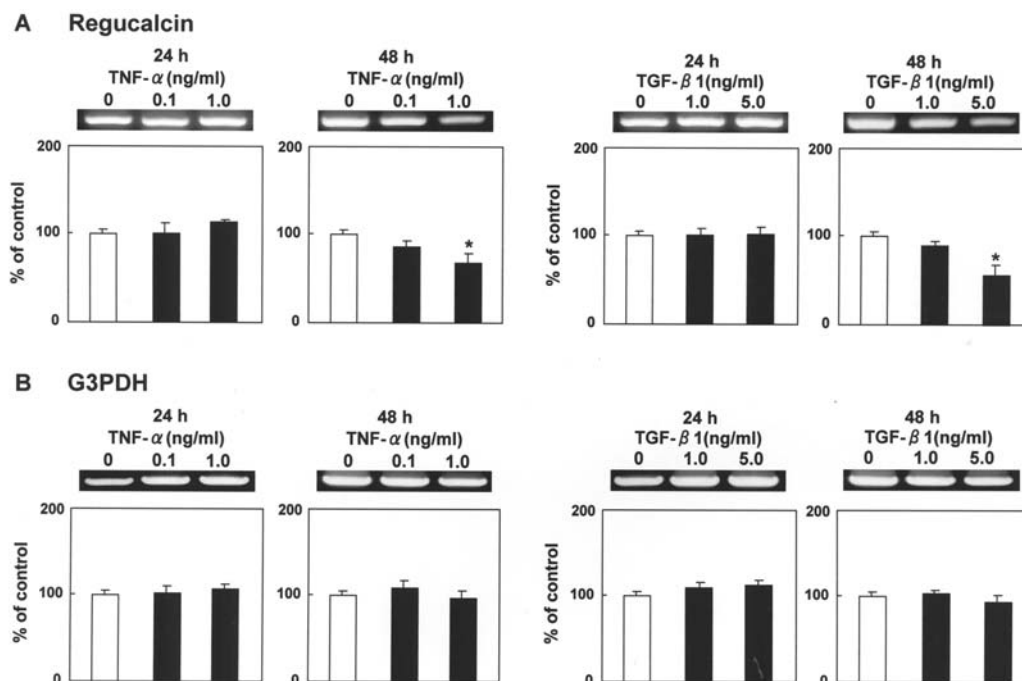 A Regucalcin
24 h
TNF-α (ng/ml)
0 0.1 1.0
200
100
0
% of control
48 h
TNF-α (ng/ml)
0 0.1 1.0
200
100
0
*
24 h
TGF-β 1(ng/ml)
0 1.0 5.0
200
100
0
% of control
48 h
TGF-β 1(ng/ml)
0 1.0 5.0
200
100
0
*
B G3PDH
24 h
TNF-α (ng/ml)
0 0.1 1.0
200
100
0
% of control
48 h
TNF-α (ng/ml)
0 0.1 1.0
200
100
0
24 h
TGF-β 1(ng/ml)
0 1.0 5.0
200
100
0
% of control
48 h
TGF-β 1(ng/ml)
0 1.0 5.0
200
100
0